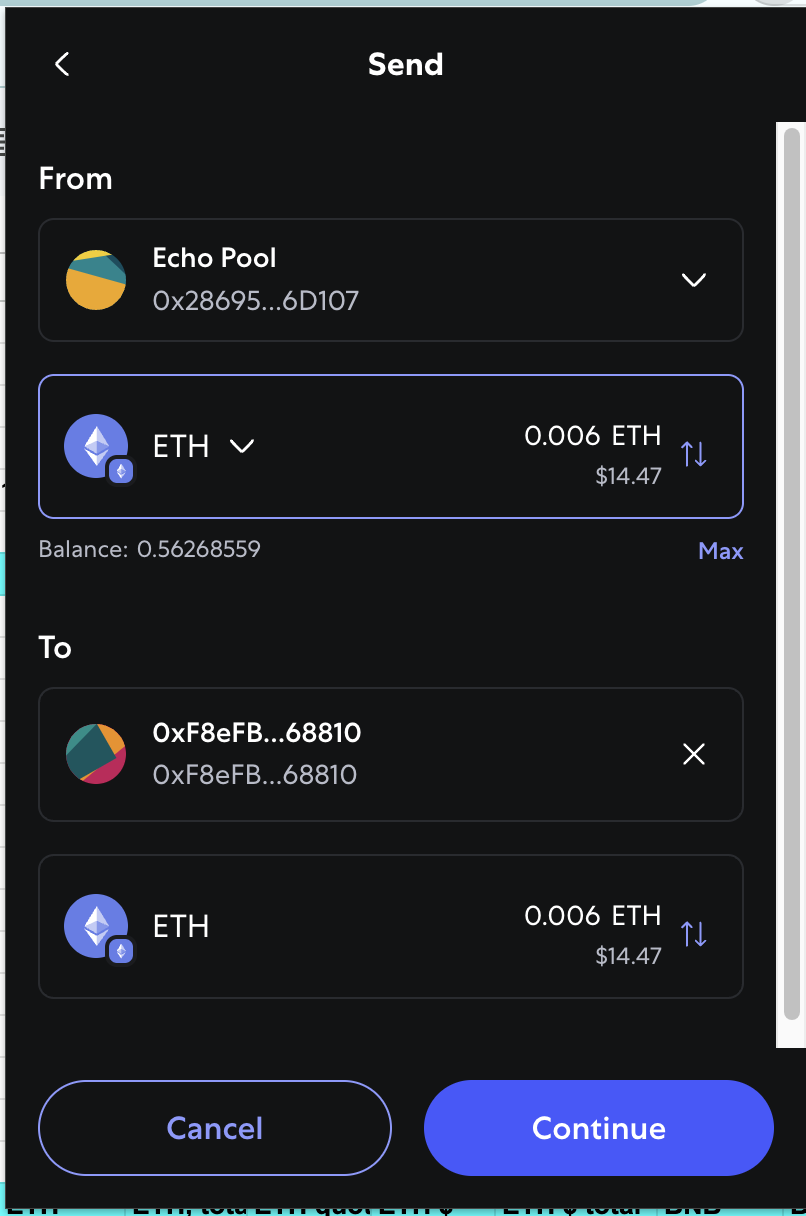 Send
From
Echo Pool
0x28695...6D107
ETH
0.006 ETH
$14.47
Balance: 0.56268559
Max
To
0xF8eFB...68810
0xF8eFB...68810
ETH
0.006 ETH
$14.47
Cancel
Continue